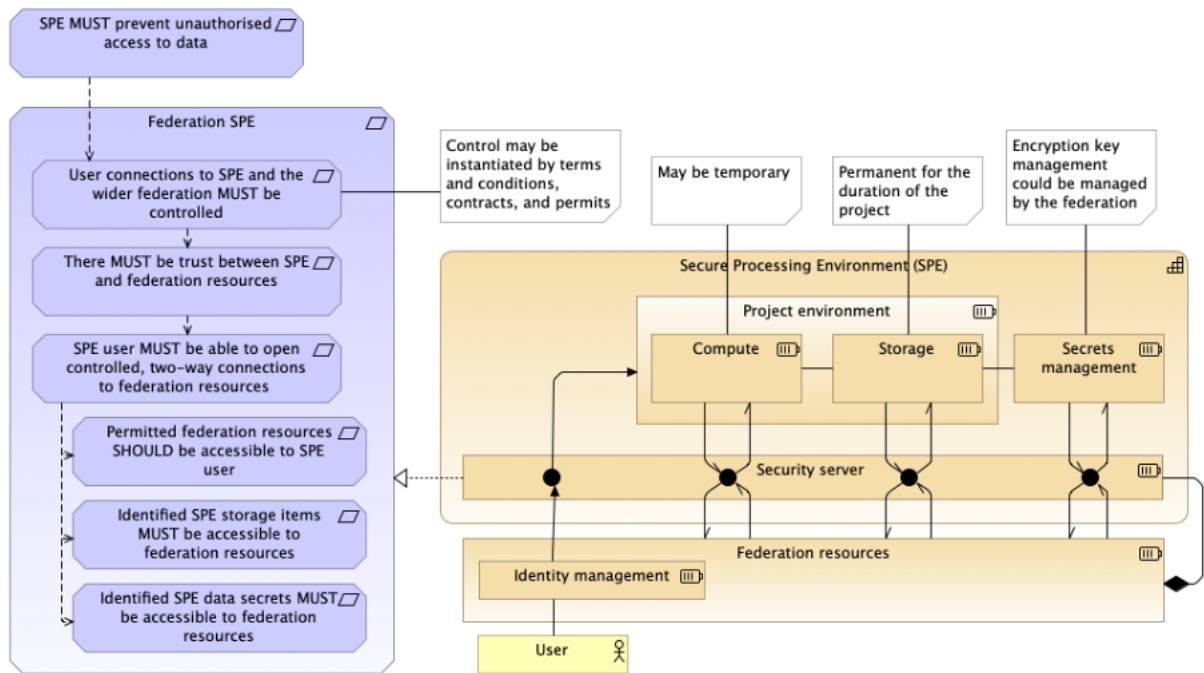 SPE MUST prevent unauthorised
access to data
Federation SPE
User connections to SPE and the
wider federation MUST be
controlled
There MUST be trust between SPE
and federation resources
SPE user MUST be able to open
controlled, two-way connections
to federation resources
Permitted federation resources
SHOULD be accessible to SPE
user
Identified SPE storage items
MUST be accessible to
federation resources
Identified SPE data secrets MUST
be accessible to federation
resources
Control may be
instantiated by terms
and conditions,
contracts, and permits
May be temporary
Permanent for the
duration of the
project
Encryption key
management
could be managed
by the federation
Secure Processing Environment (SPE)
Project environment
Compute
Storage
Secrets
management
Security server
Federation resources
Identity management
User